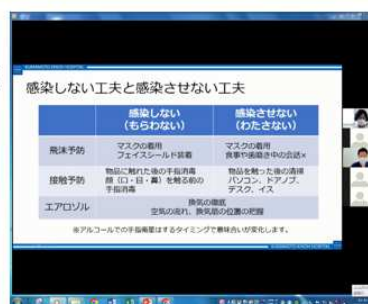 感染しない工夫と感染させない工夫
感染しない
(もらわない)
感染させない
(わたさない)
飛沫予防
マスクの着用
フェイスシールド装着
マスクの着用
食事や歯磨き中の会話×
接触予防
物品に触れた後の手指消毒
顔（口・目・鼻）を触る前の
手指消毒
物品を触った後の清掃
パソコン、ドアノブ、
デスク、イス
エアロゾル
換気の徹底
空気の流れ、換気扇の位置の把握
※アルコールでの手指衛生はするタイミングで意味合いが変化します。